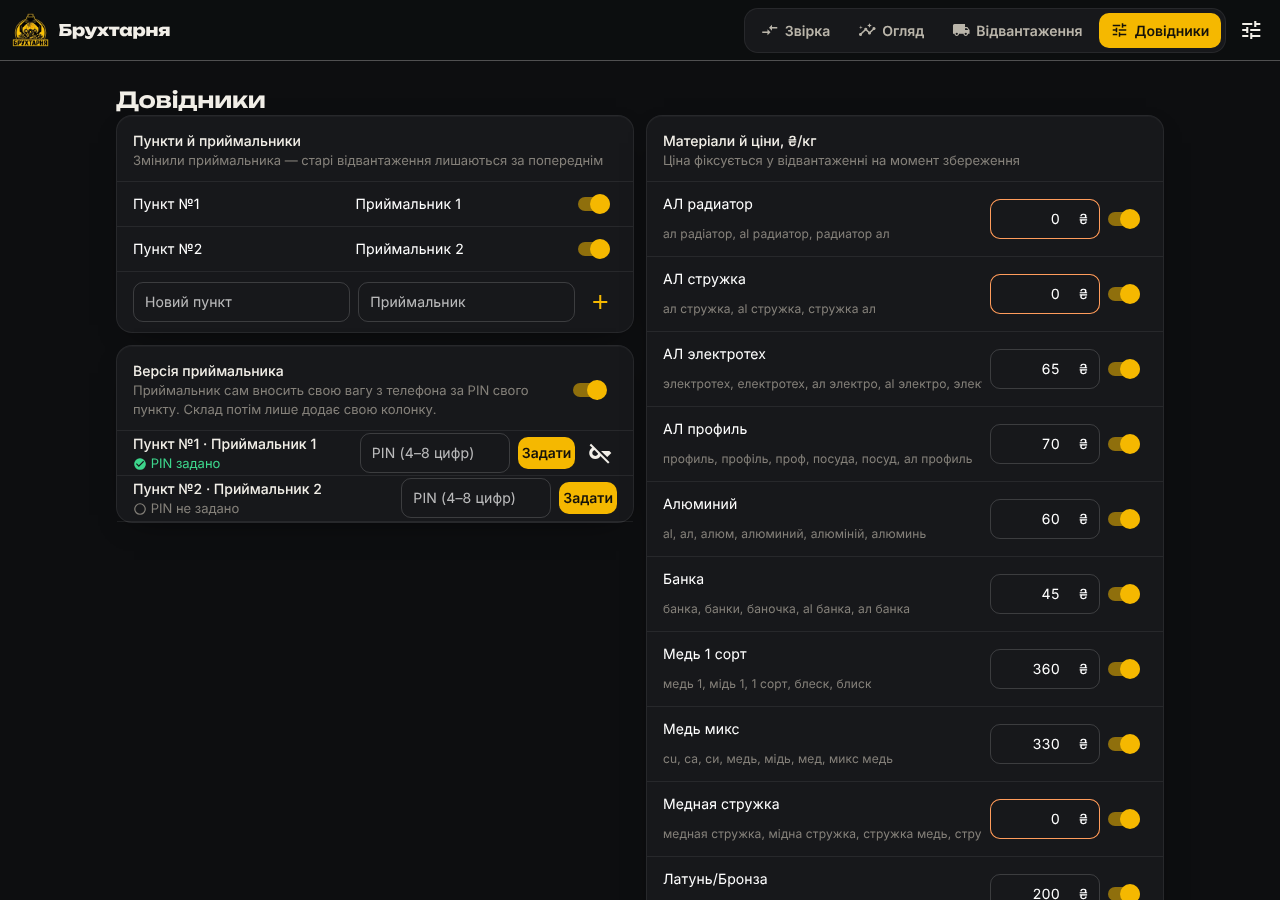 БРУХТАРНЯ
Брухтарня
Звірка
Огляд
Відвантаження
Довідники
Довідники
Пункти й приймальники
Змінили приймальника — старі відвантаження лишаються за попереднім
Пункт №1
Приймальник 1
Пункт №2
Приймальник 2
Новий пункт
Приймальник
Версія приймальника
Приймальник сам вносить свою вагу з телефона за PIN свого
пункту. Склад потім лише додає свою колонку.
Пункт №1 · Приймальник 1
PIN задано
PIN (4–8 цифр)
Задати
Пункт №2 · Приймальник 2
PIN не задано
PIN (4–8 цифр)
Задати
Матеріали й ціни, ₴/кг
Ціна фіксується у відвантаженні на момент збереження
АЛ радиатор
ал радіатор, al радиатор, радиатор ал
0 ₴
АЛ стружка
ал стружка, al стружка, стружка ал
0 ₴
АЛ электротех
электротех, електротех, ал электро, al электро, элек
65 ₴
АЛ профиль
профиль, профіль, проф, посуда, посуд, ал профиль
70 ₴
Алюминий
al, ал, алюм, алюминий, алюміній, алюминь
60 ₴
Банка
банка, банки, баночка, al банка, ал банка
45 ₴
Медь 1 сорт
медь 1, мідь 1, 1 сорт, блеск, блиск
360 ₴
Медь микс
cu, са, си, медь, мідь, мед, микс медь
330 ₴
Медная стружка
медная стружка, мідна стружка, стружка медь, стру
0 ₴
Латунь/Бронза
200 ₴